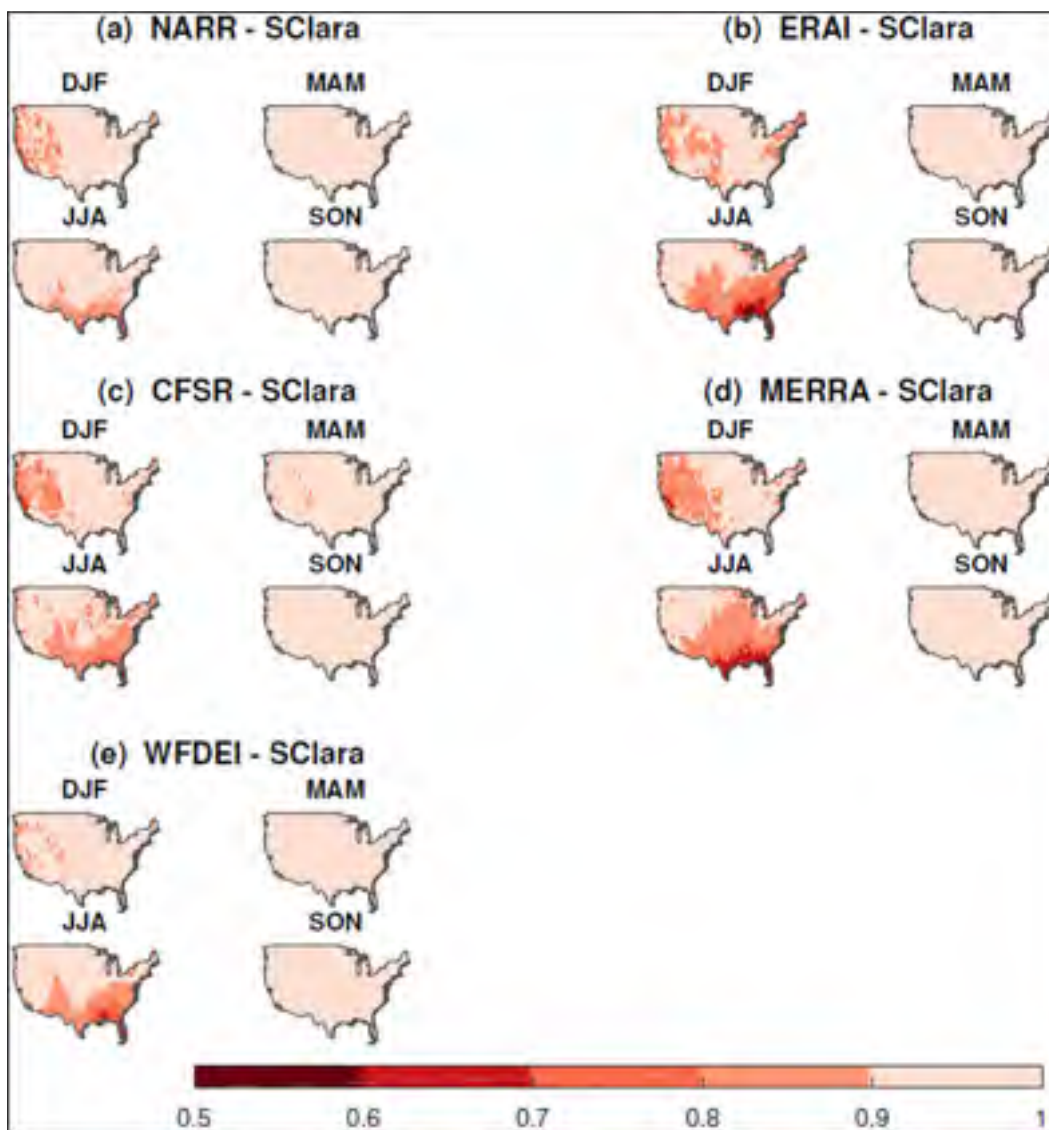 (a) NARR - SClara
(b) ERAI - SClara
DJF MAM
DJF MAM
JJA SON
JJA SON
(c) CFSR - SClara
(d) MERRA - SClara
DJF MAM
DJF MAM
JJA SON
JJA SON
(e) WFDEI - SClara
DJF MAM
JJA SON
0.5 0.6 0.7 0.8 0.9 1